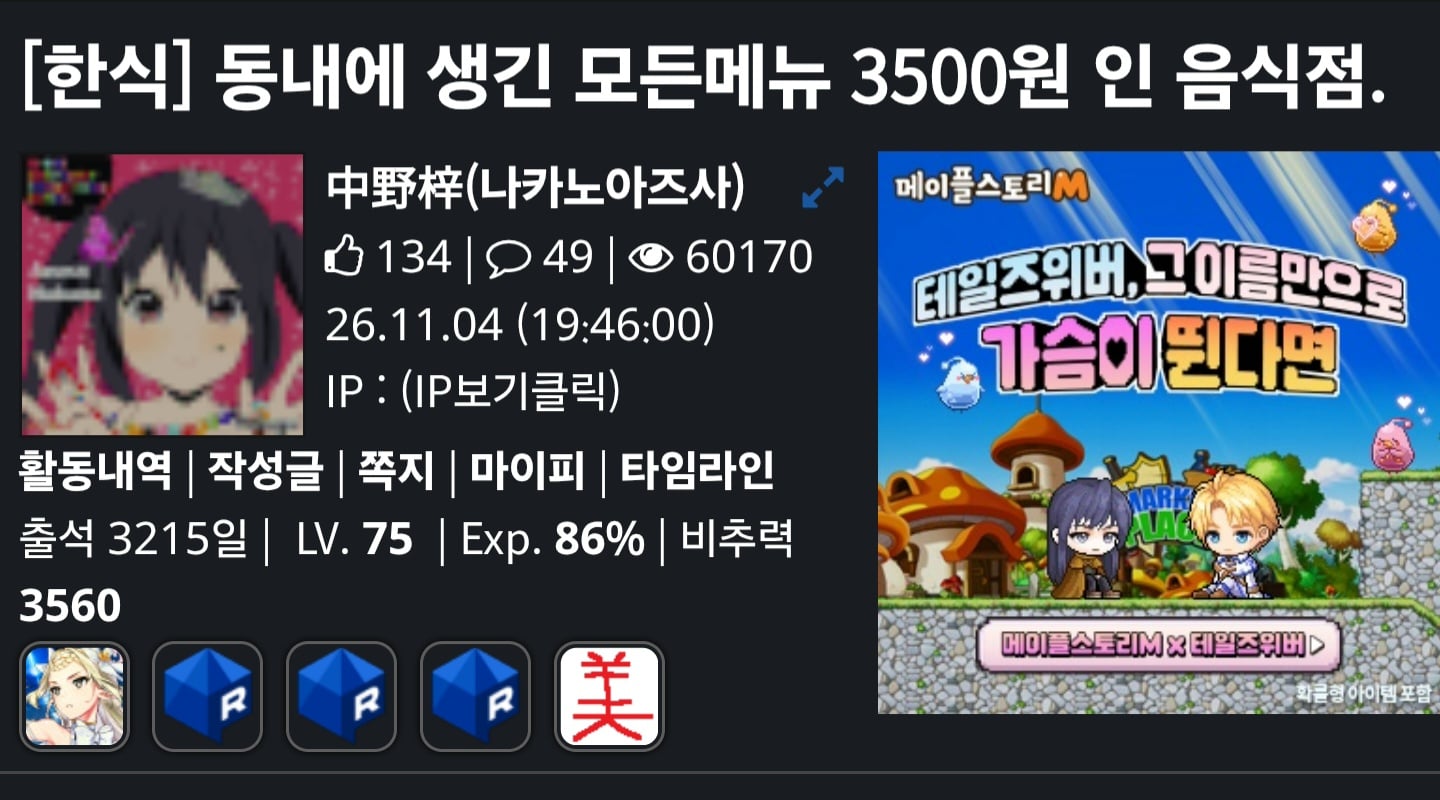 [한식] 동내에 생긴 모든메뉴 3500원 인 음식점.
中野梓(나카노아즈사)
134 | 49 | 60170
26.11.04 (19:46:00)
IP : (IP보기클릭)
활동내역 | 작성글 | 쪽지 | 마이피 | 타임라인
출석 3215일 | LV. 75 | Exp. 86% | 비추력
3560
R
R
R
美
메이플스토리M
테일즈위버, 그 이름만으로
가슴이 뛴다면
MARK
PLAC
메이플스토리M x 테일즈위버
확률형 아이템 포함